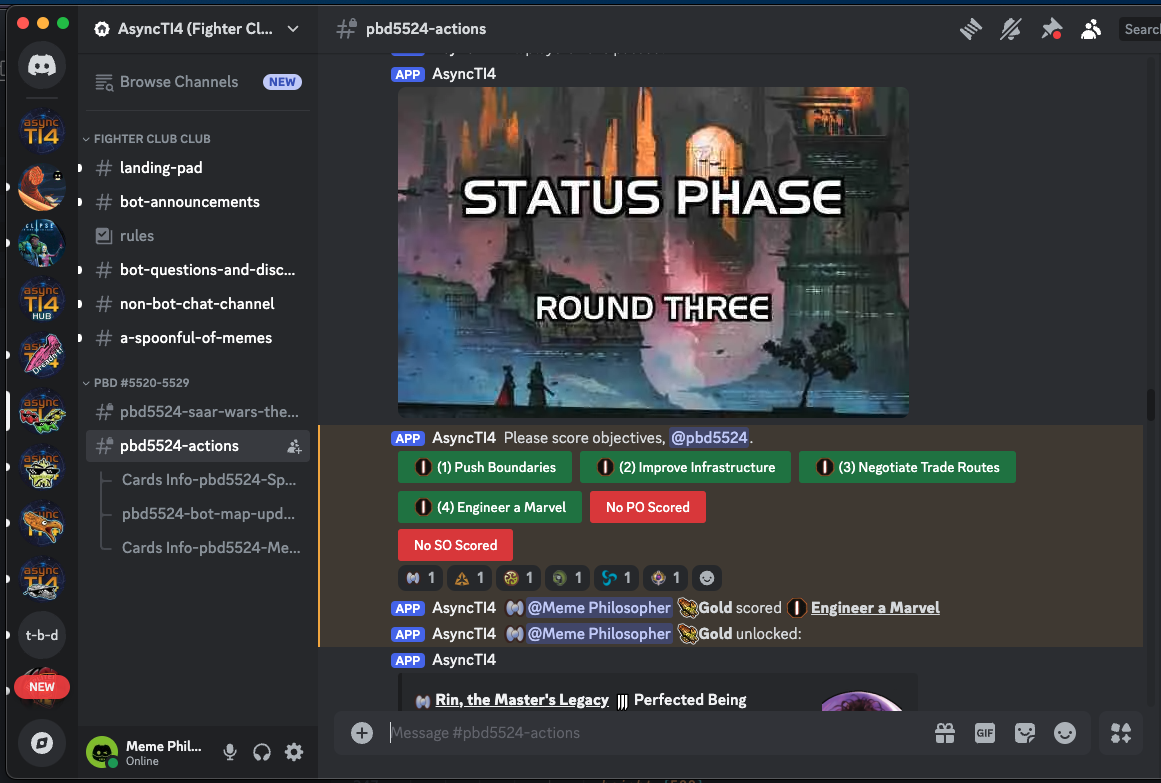 AsyncTI4 (Fighter Cl...
# pbd5524-actions
Search
Browse Channels NEW
APP AsyncTI4
async
TI4
STATUS PHASE
ROUND THREE
FIGHTER CLUB CLUB
# landing-pad
# bot-announcements
rules
# bot-questions-and-disc...
# non-bot-chat-channel
# a-spoonful-of-memes
async
TI4
HUB
PBD #5520-5529
# pbd5524-saar-wars-the...
# pbd5524-actions
Cards Info-pbd5524-Sp...
pbd5524-bot-map-upd...
Cards Info-pbd5524-Me...
t-b-d
NEW
APP AsyncTI4 Please score objectives, @pbd5524.
(1) Push Boundaries
(2) Improve Infrastructure
(3) Negotiate Trade Routes
(4) Engineer a Marvel
No PO Scored
No SO Scored
1 1 1 1 1 1
APP AsyncTI4 @Meme Philosopher Gold scored Engineer a Marvel
APP AsyncTI4 @Meme Philosopher Gold unlocked:
APP AsyncTI4
Rin, the Master's Legacy Perfected Being
Message #pbd5524-actions
GIF
Meme Phil...
Online